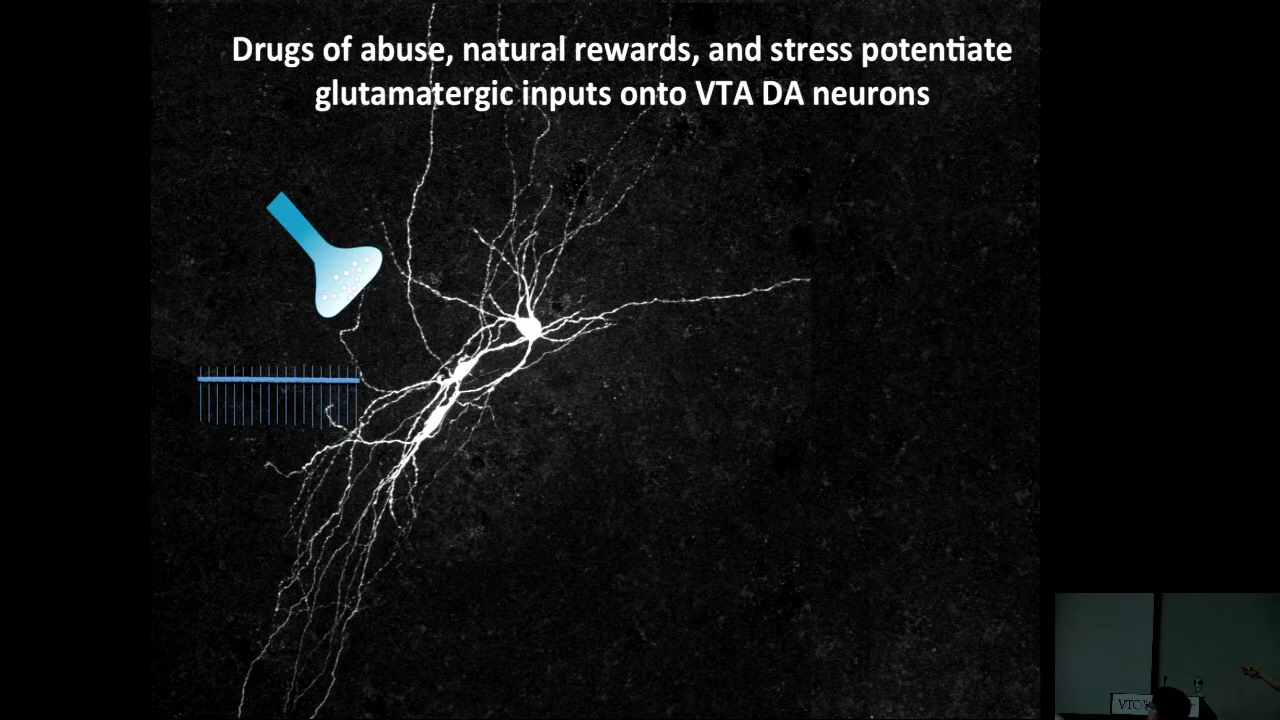 Drugs of abuse, natural rewards, and stress potentiate
glutamatergic inputs onto VTA DA neurons